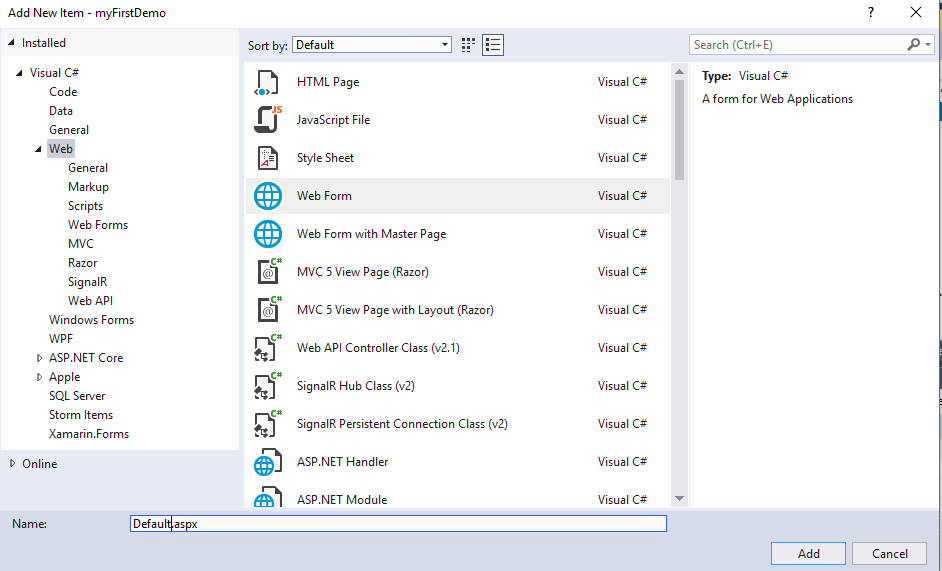 Add New Item - myFirstDemo
?
Installed
Sort by: Default
Search (Ctrl+E)
Visual C#
Code
Data
General
Web
General
Markup
Scripts
Web Forms
MVC
Razor
SignalR
Web API
Windows Forms
WPF
ASP.NET Core
Apple
SQL Server
Storm Items
Xamarin.Forms
Online
HTML Page Visual C#
JS
JavaScript File Visual C#
Style Sheet Visual C#
Web Form Visual C#
Web Form with Master Page Visual C#
C#
@
MVC 5 View Page (Razor) Visual C#
C#
@
MVC 5 View Page with Layout (Razor) Visual C#
C#
Web API Controller Class (v2.1) Visual C#
C#
SignalR Hub Class (v2) Visual C#
C#
SignalR Persistent Connection Class (v2) Visual C#
ASP.NET Handler Visual C#
ASP.NET Module Visual C#
Type: Visual C#
A form for Web Applications
Name: Default.aspx
Add Cancel